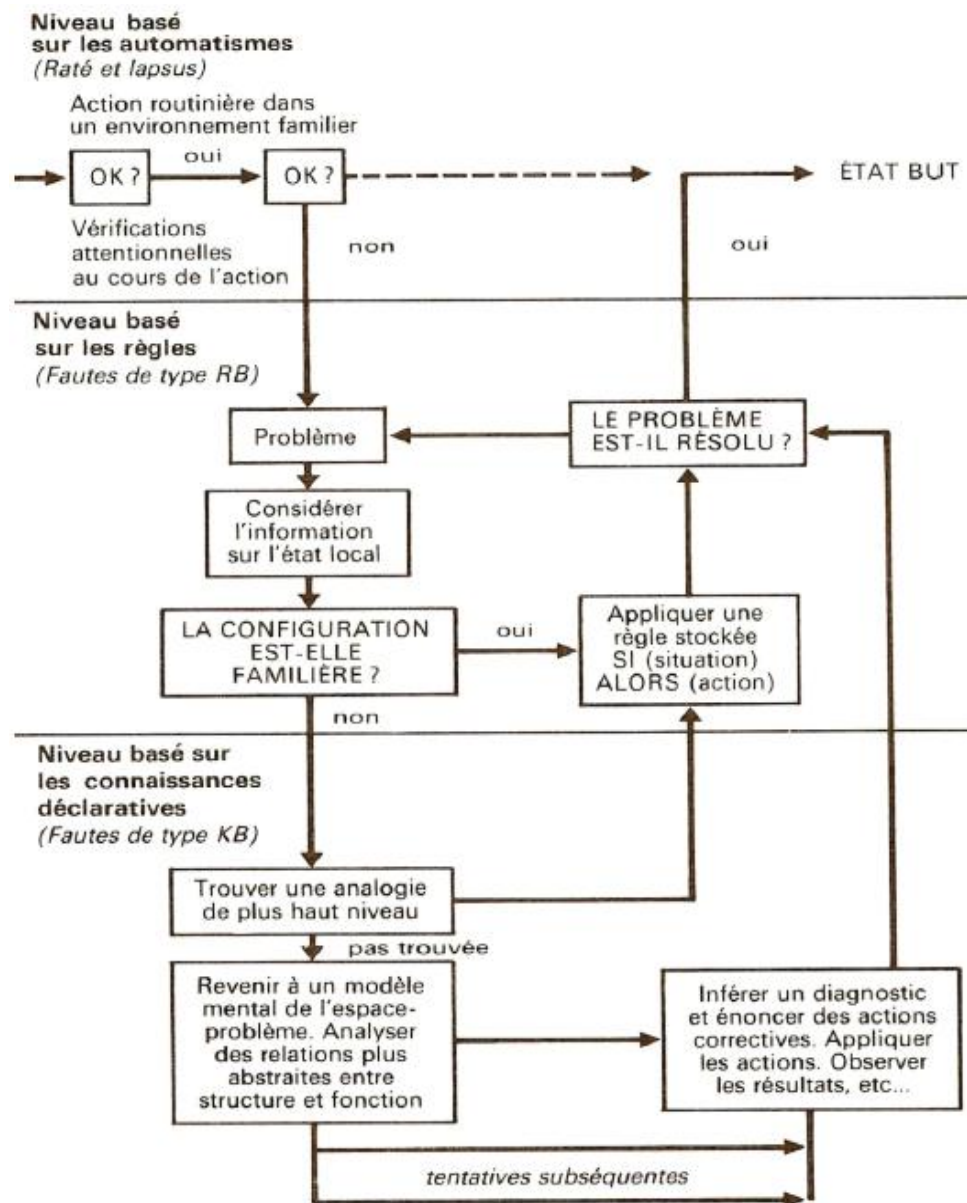 Niveau basé
sur les automatismes
(Raté et lapsus)
Action routinière dans
un environnement familier
OK ?
oui
OK ?
ÉTAT BUT
Vérifications
attentionnelles
au cours de l'action
non
oui
Niveau basé
sur les règles
(Fautes de type RB)
Problème
LE PROBLÈME
EST-IL RÉSOLU ?
Considérer
l'information
sur l'état local
LA CONFIGURATION
EST-ELLE
FAMILIÈRE ?
oui
Appliquer une
règle stockée
SI (situation)
ALORS (action)
non
Niveau basé sur
les connaissances
déclaratives
(Fautes de type KB)
Trouver une analogie
de plus haut niveau
pas trouvée
Revenir à un modèle
mental de l'espace-
problème. Analyser
des relations plus
abstraites entre
structure et fonction
Inférer un diagnostic
et énoncer des actions
correctives. Appliquer
les actions. Observer
les résultats, etc...
tentatives subséquentes